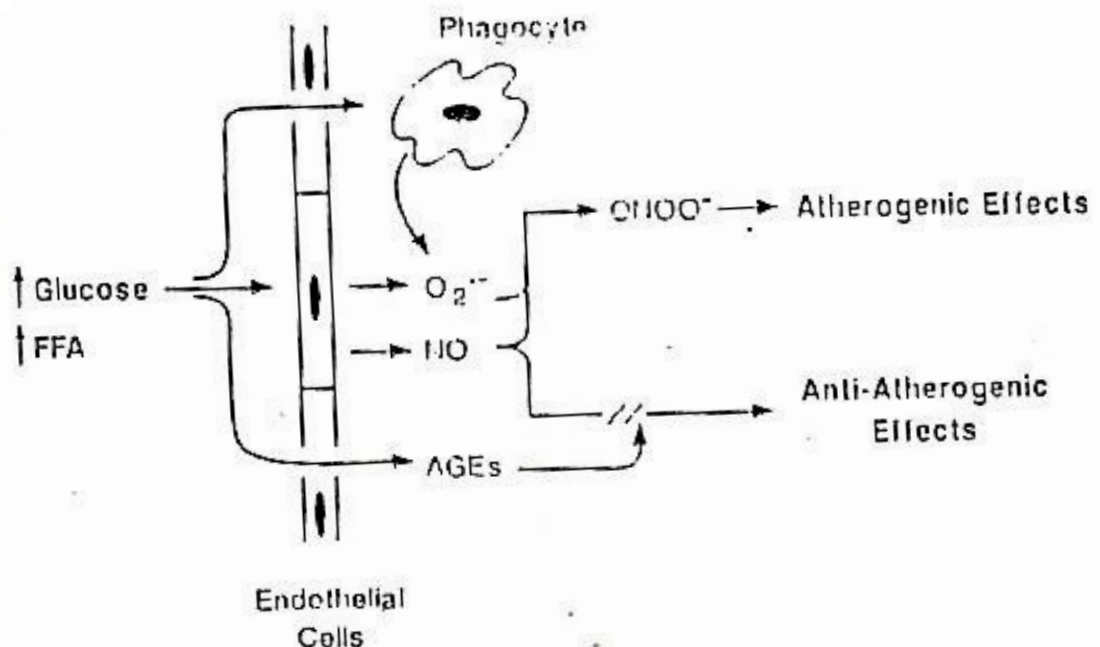 Phagocyte
ONOO⁻ Atherogenic Effects
↑ Glucose
O₂·⁻
↑ FFA
NO
Anti-Atherogenic
Effects
AGEs
Endothelial
Cells